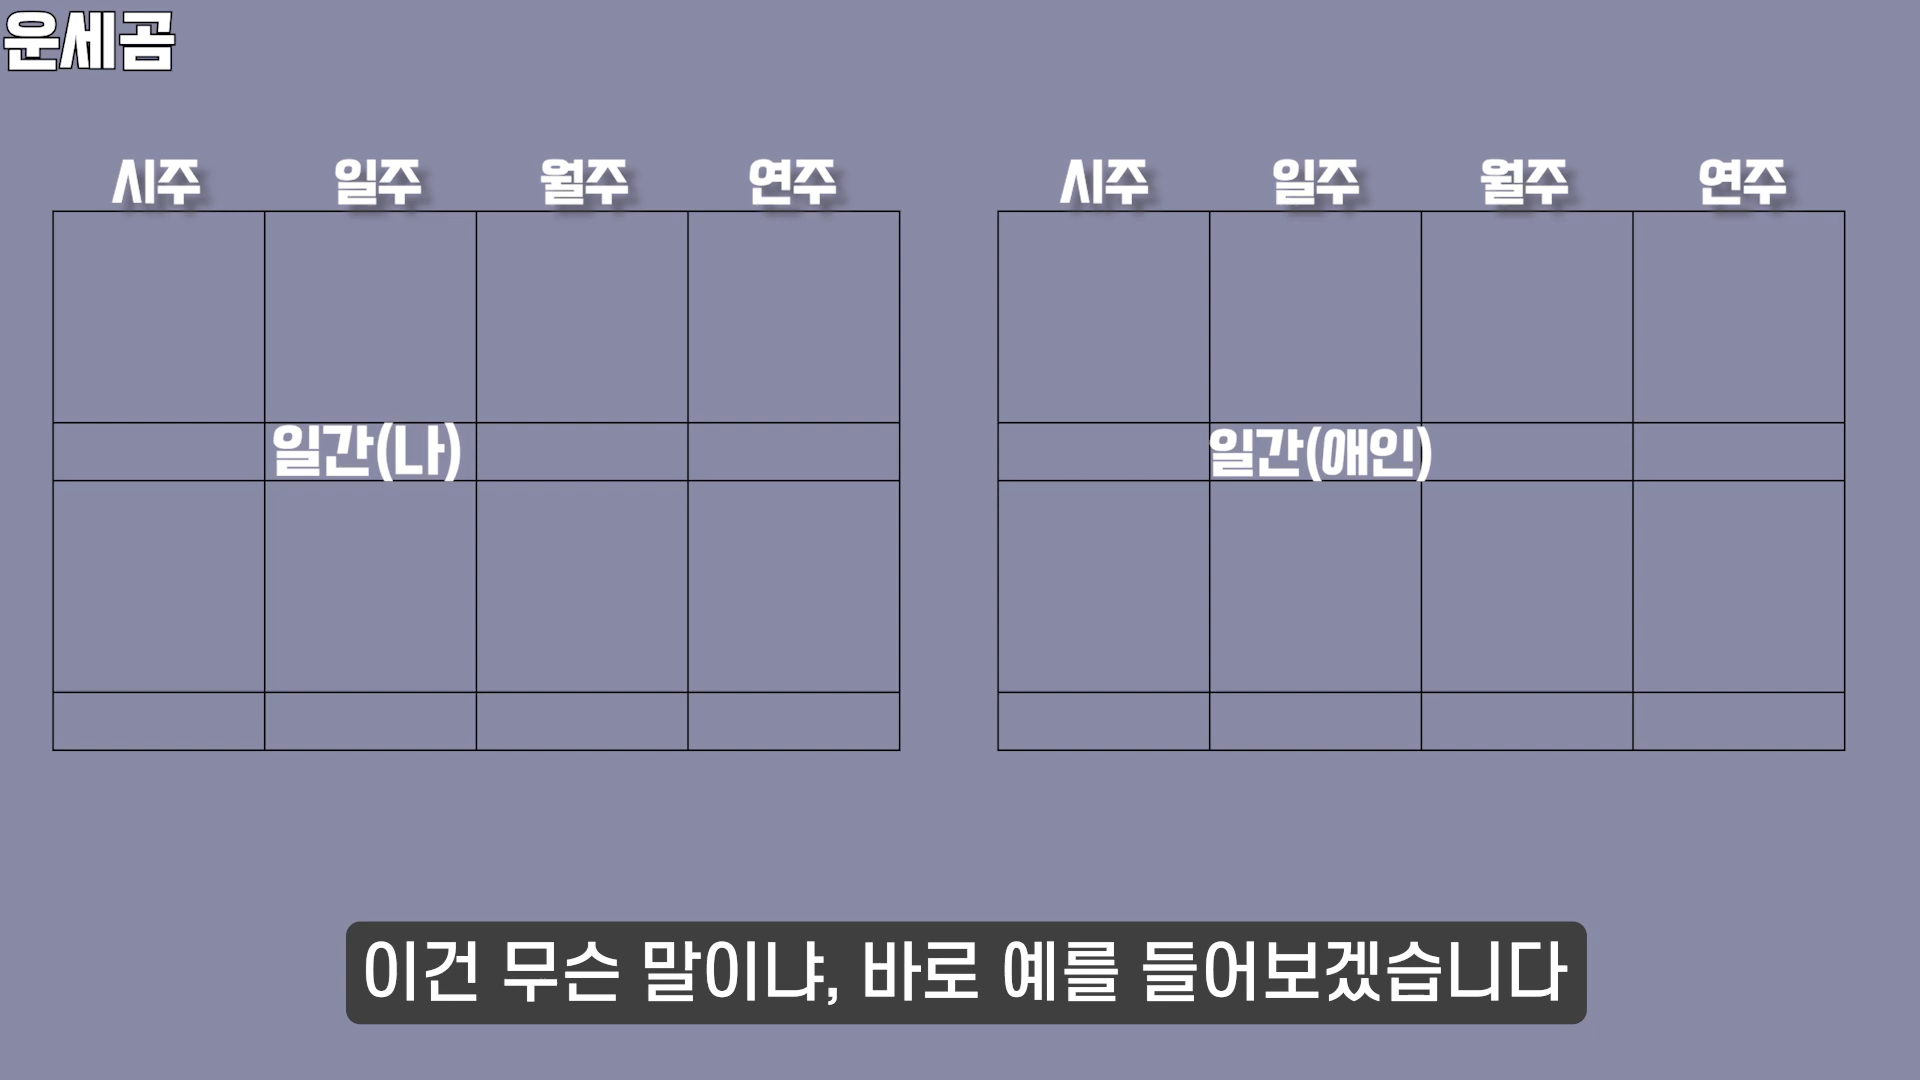 운세곰
시주 일주 월주 연주
시주 일주 월주 연주
일간(나)
일간(애인)
이건 무슨 말이냐, 바로 예를 들어보겠습니다